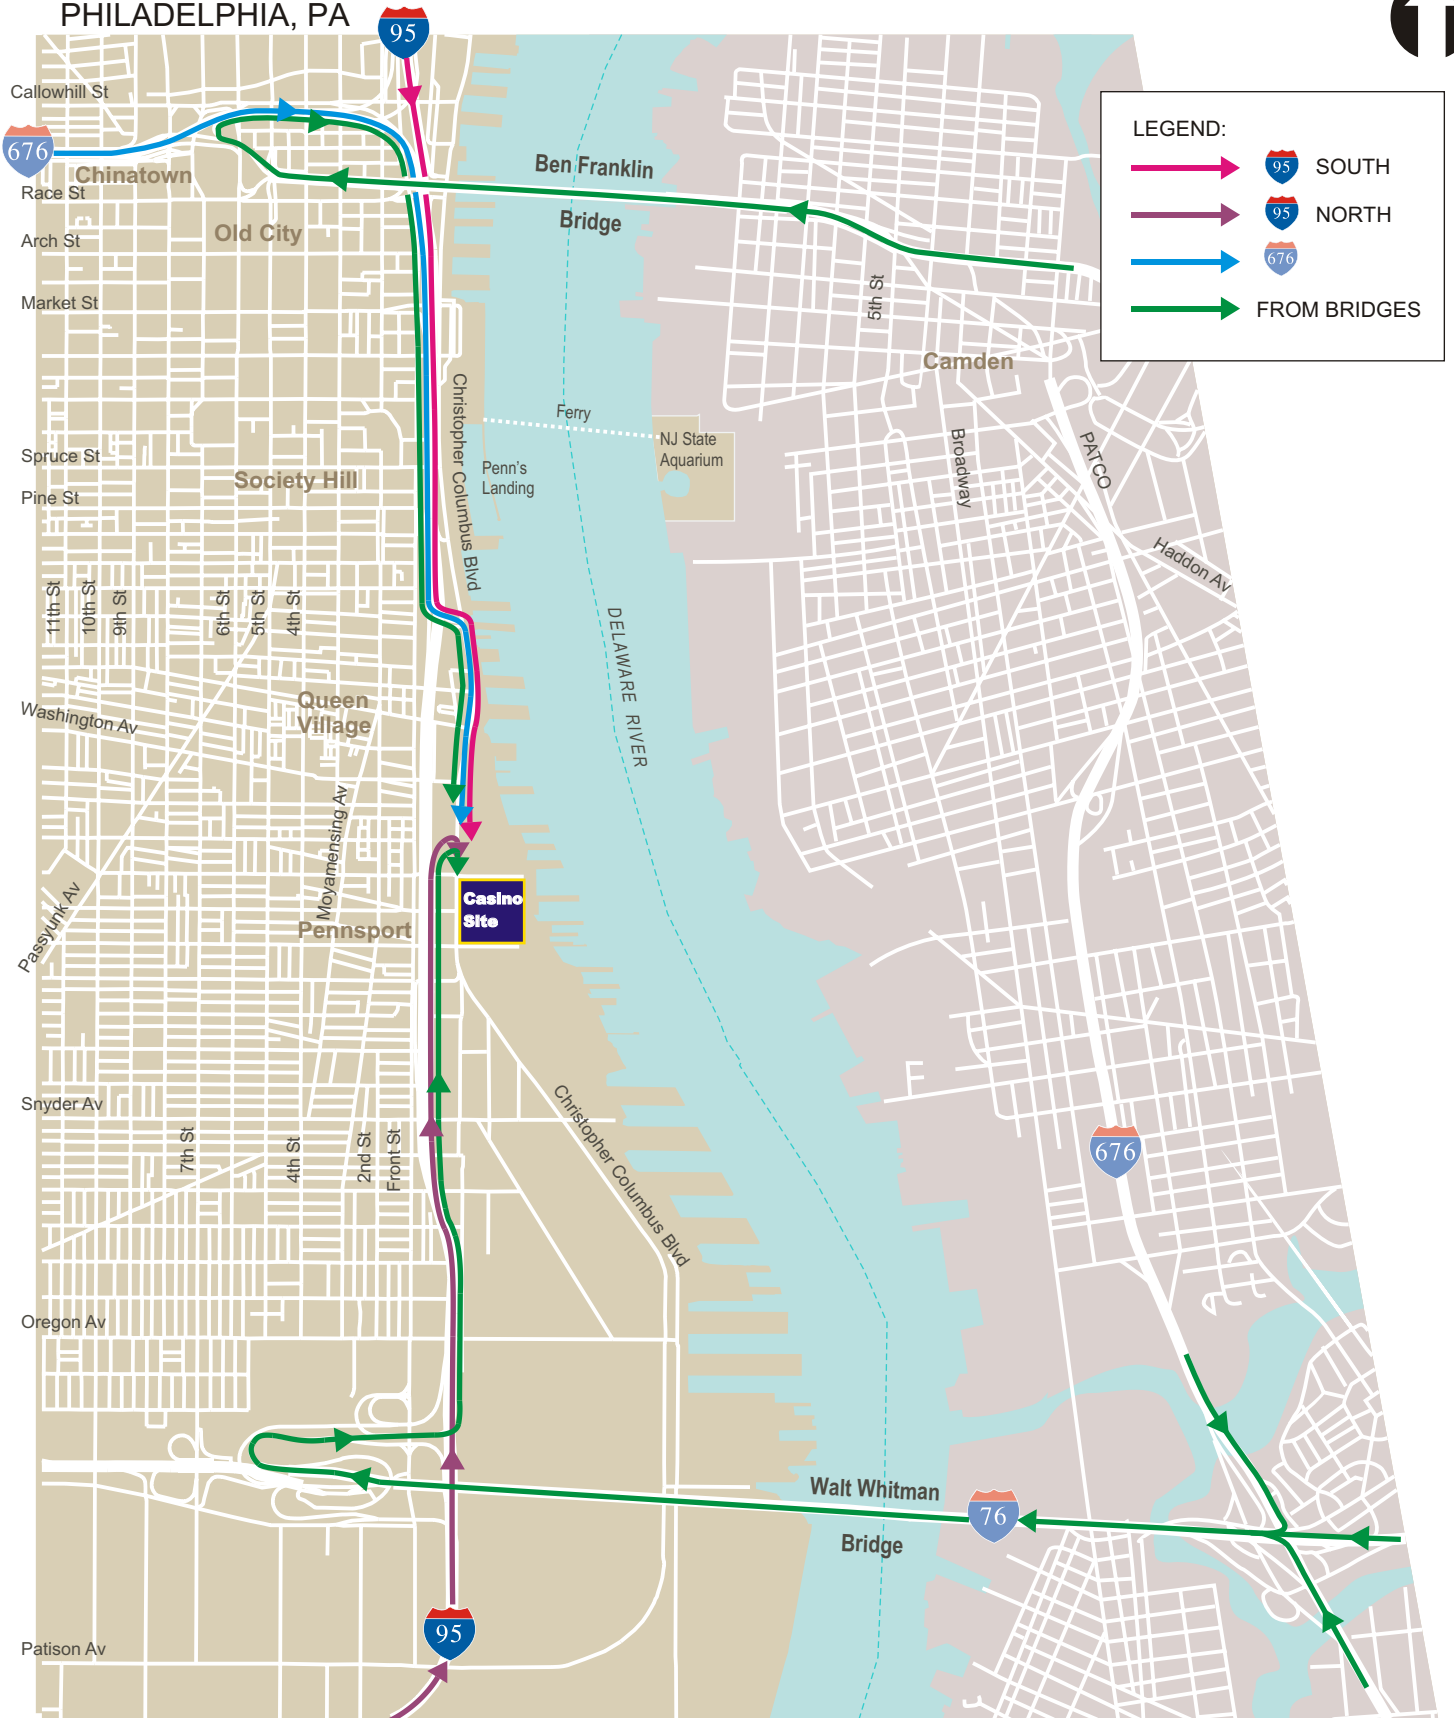 PHILADELPHIA, PA
95
Callowhill St
676
Chinatown
Race St
Old City
Arch St
Market St
Ben Franklin
Bridge
LEGEND:
95 SOUTH
95 NORTH
676
FROM BRIDGES
5th St
Camden
Christopher Columbus Blvd
Ferry
NJ State
Aquarium
Penn's
Landing
Broadway
PATCO
Haddon Av
Spruce St
Society Hill
Pine St
11th St
10th St
9th St
6th St
5th St
4th St
DELAWARE RIVER
Queen
Village
Washington Av
Moyamensing Av
Passyunk Av
Pennsport
Casino
Site
Snyder Av
7th St
4th St
2nd St
Front St
Christopher Columbus Blvd
676
Oregon Av
Walt Whitman
Bridge
76
95
Patison Av